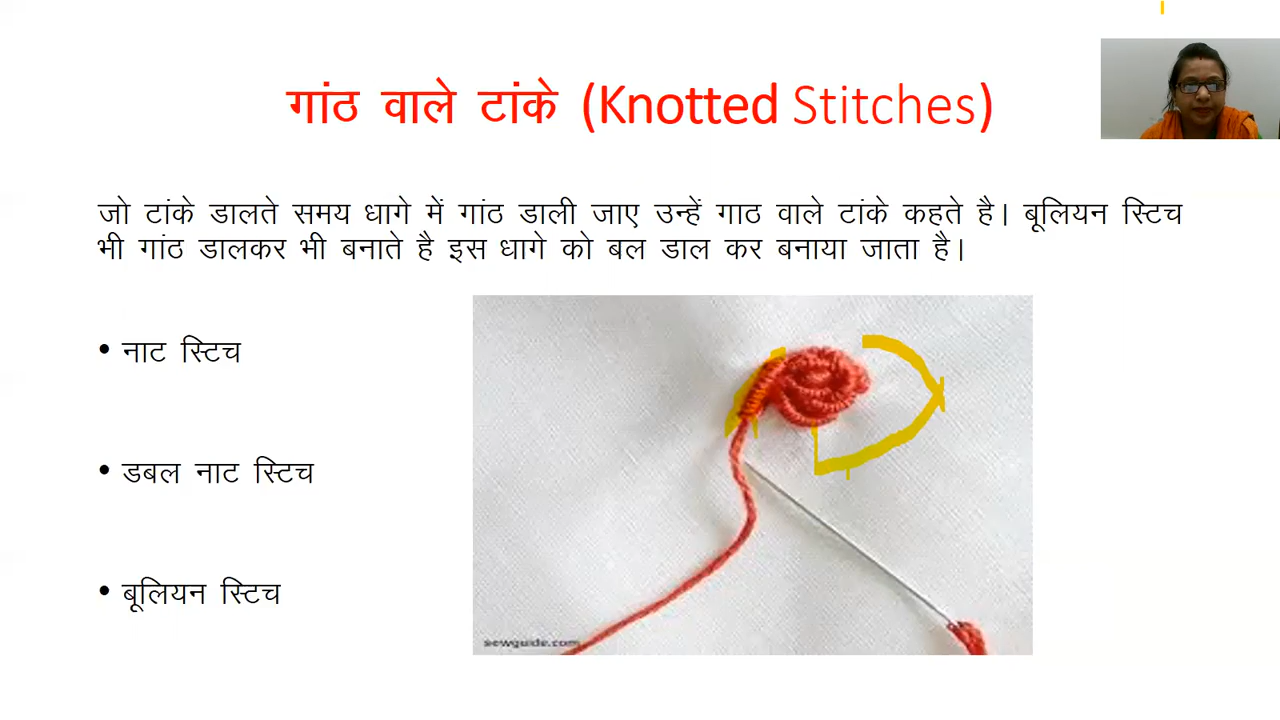 गांठ वाले टांके (Knotted Stitches)
जो टांके डालते समय धागे में गांठ डाली जाए उन्हें गाठ वाले टांके कहते है। बूलियन स्टिच
भी गांठ डालकर भी बनाते है इस धागे को बल डाल कर बनाया जाता है।
• नाट स्टिच
• डबल नाट स्टिच
• बूलियन स्टिच
sewguide.com